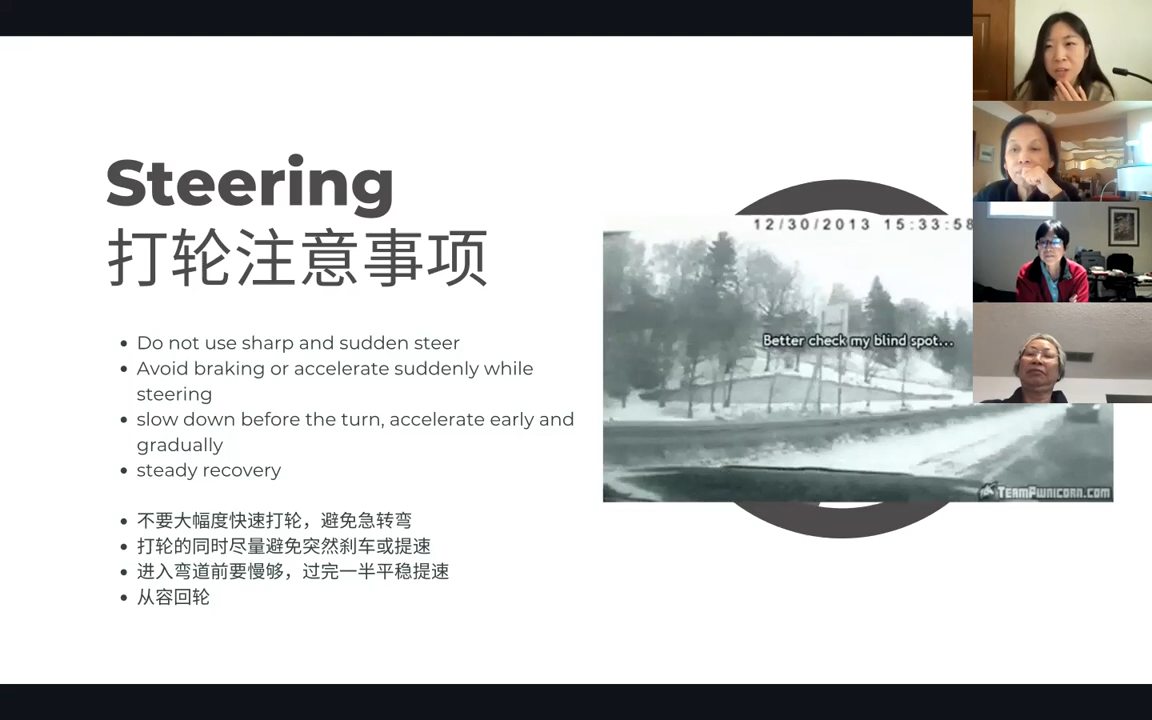 Steering
打轮注意事项
Do not use sharp and sudden steer
Avoid braking or accelerate suddenly while
steering
slow down before the turn, accelerate early and
gradually
steady recovery
不要大幅度快速打轮，避免急转弯
打轮的同时尽量避免突然刹车或提速
进入弯道前要慢够，过完一半平稳提速
从容回轮
12/30/2013 15:33:58
Better check my blind spot...
TEAMPWNICORN.COM